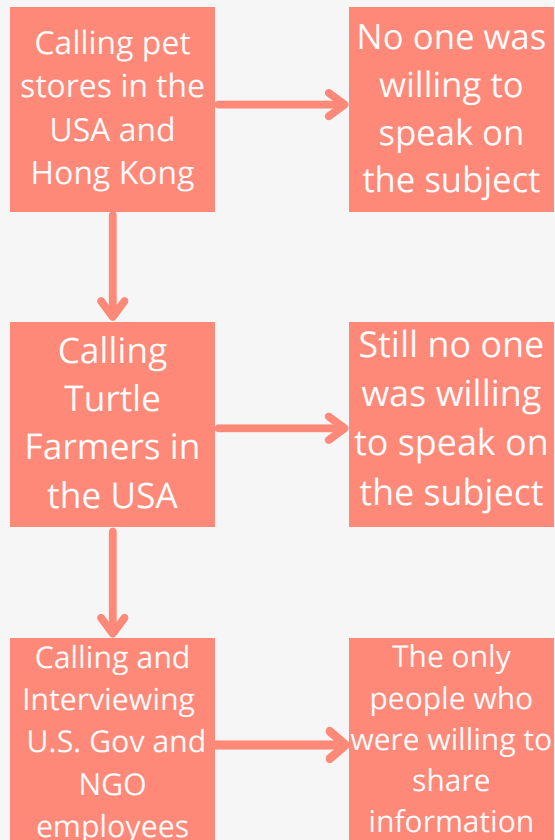 Calling pet
stores in the
USA and
Hong Kong
No one was
willing to
speak on
the subject
Calling
Turtle
Farmers in
the USA
Still no one
was willing
to speak on
the subject
Calling and
Interviewing
U.S. Gov and
NGO
employees
The only
people who
were willing to
share
information